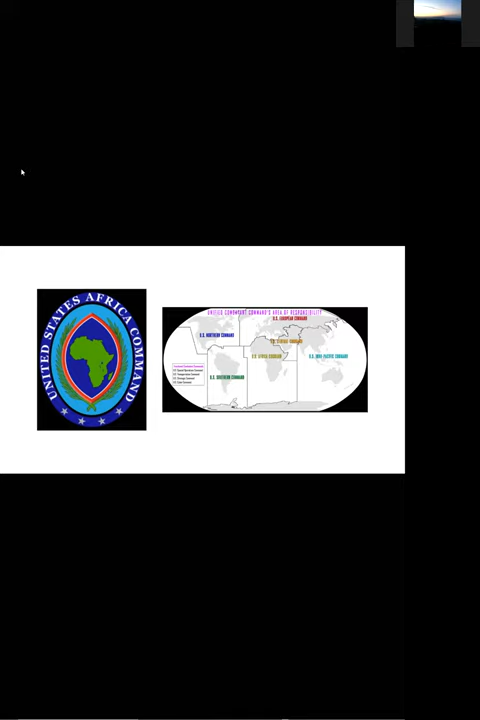 UNITED STATES AFRICA COMMAND
UNIFIED COMBATANT COMMAND'S AREA OF RESPONSIBILITY
U.S. EUROPEAN COMMAND
U.S. NORTHERN COMMAND
U.S. CENTRAL COMMAND
U.S. AFRICA COMMAND
U.S. INDO PACIFIC COMMAND
U.S. SOUTHERN COMMAND